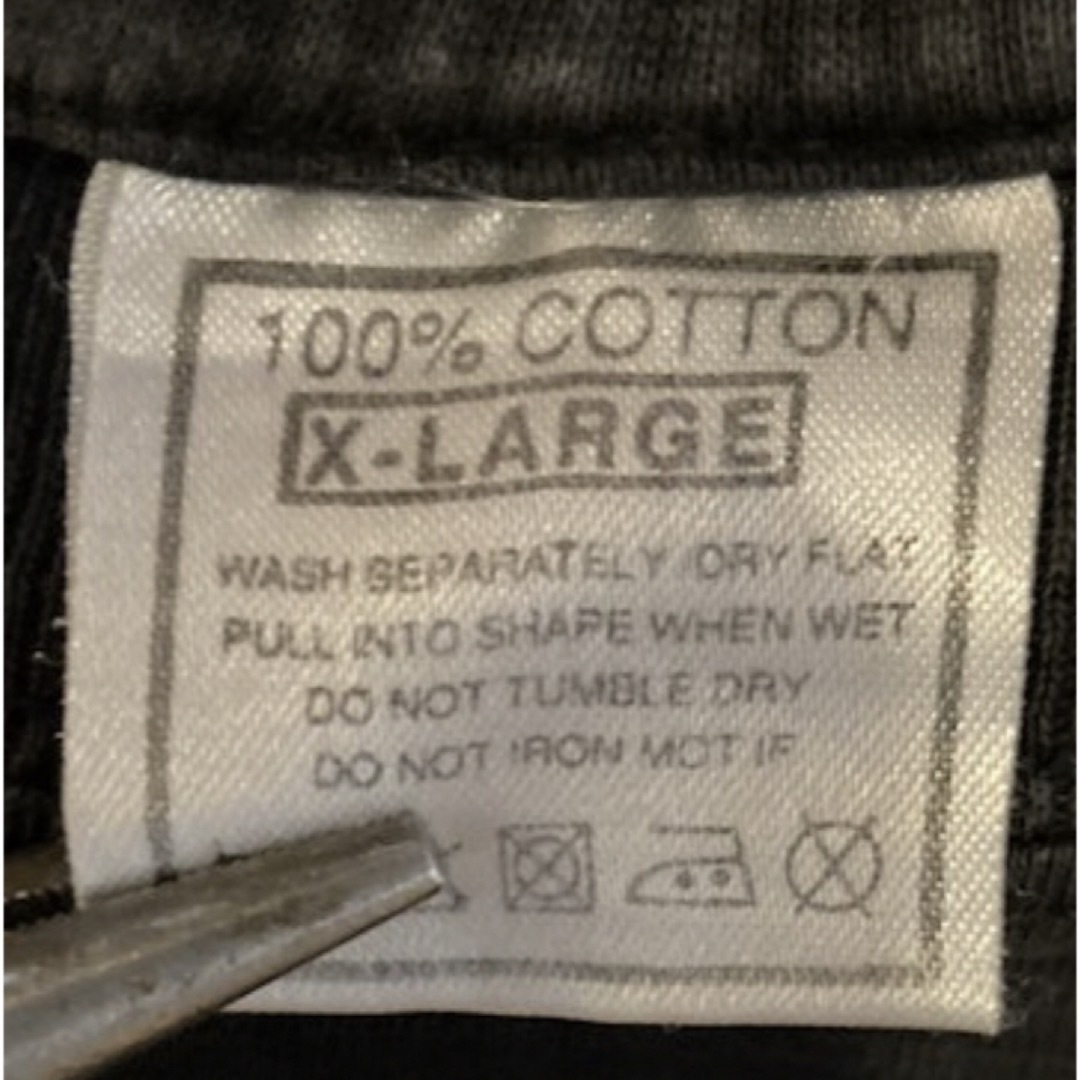 100% COTTON
X-LARGE
WASH SEPARATELY DRY FLAT
PULL INTO SHAPE WHEN WET
DO NOT TUMBLE DRY
DO NOT IRON MOTIF